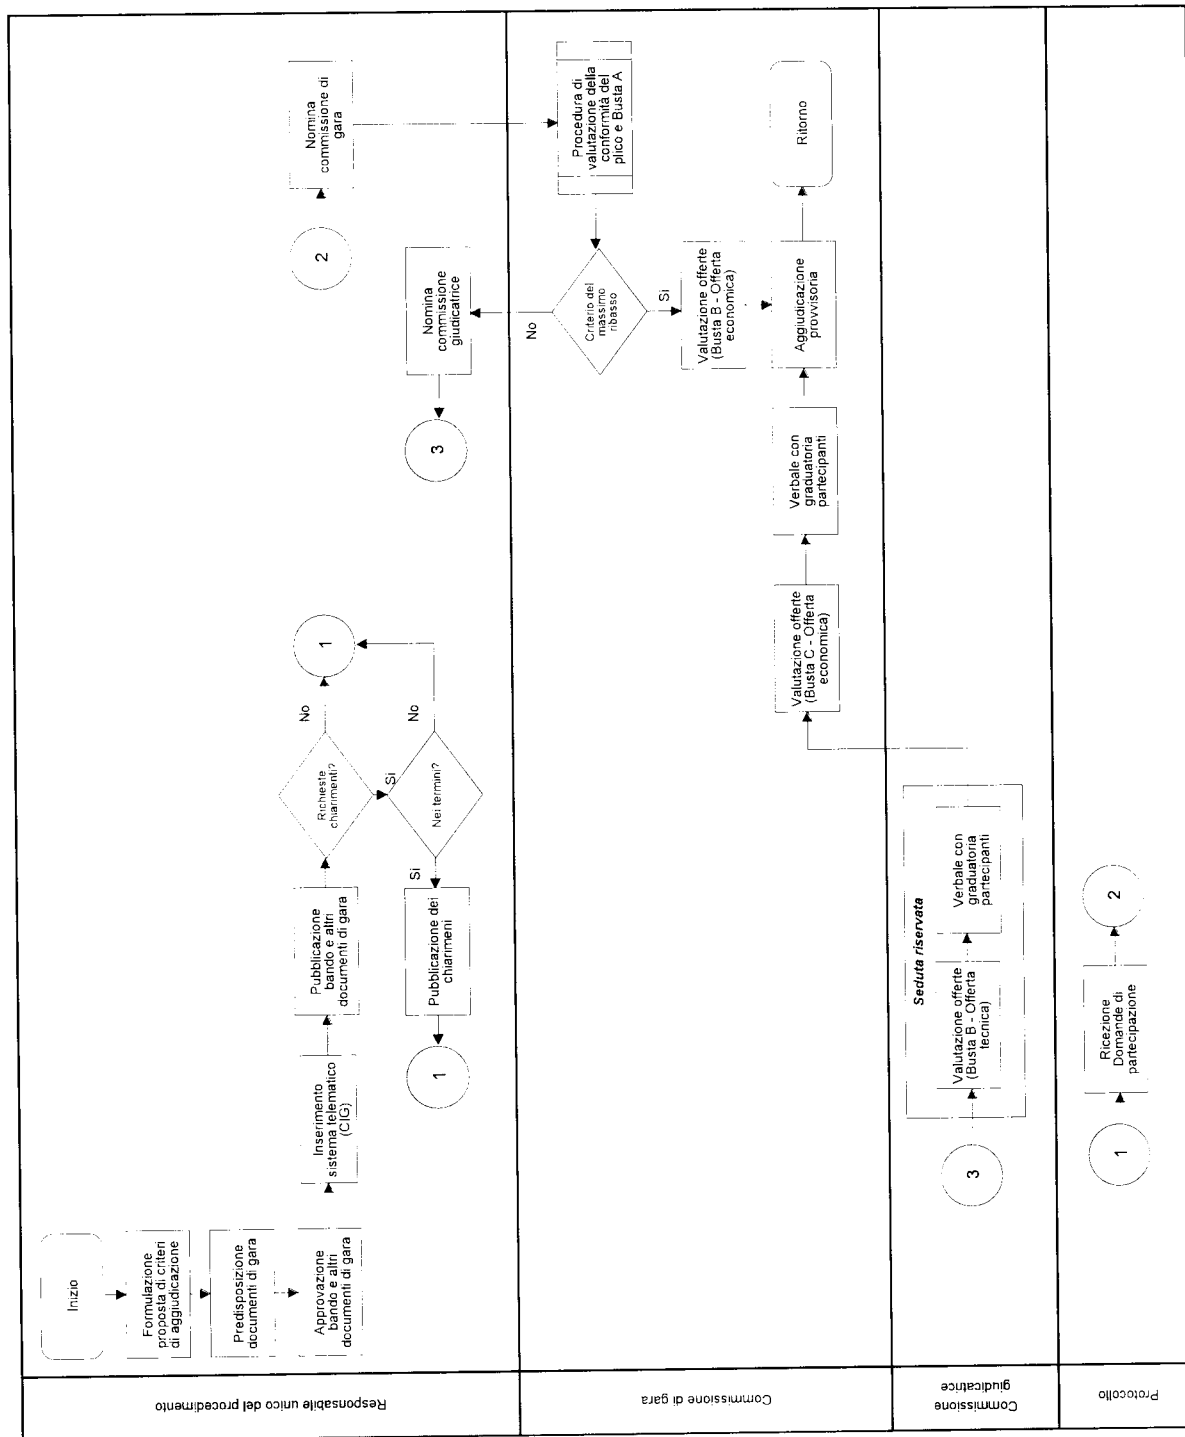 Responsabile unico del procedimento
Inizio
Formulazione
proposta di criteri
di aggiudicazione
Predisposizione
documenti di gara
Approvazione
bando e altri
documenti di gara
Inserimento
sistema telematico
(CIG)
Pubblicazione
bando e altri
documenti di gara
Richieste
chiarimenti?
No
1
Si
Nei termini?
No
Si
Pubblicazione dei
chiarimeni
1
2
Nomina
commissione di
gara
Nomina
commissione
giudicatrice
3
Commissione di gara
Procedura di
valutazione della
conformità del
plico e Busta A
Criterio del
massimo
ribasso
No
Si
Valutazione offerte
(Busta B - Offerta
economica)
Valutazione offerte
(Busta C - Offerta
economica)
Verbale con
graduatoria
partecipanti
Aggiudicazione
provvisoria
Ritorno
Commissione
giudicatrice
Seduta riservata
3
Valutazione offerte
(Busta B - Offerta
tecnica)
Verbale con
graduatoria
partecipanti
Protocollo
1
Ricezione
Domande di
partecipazione
2